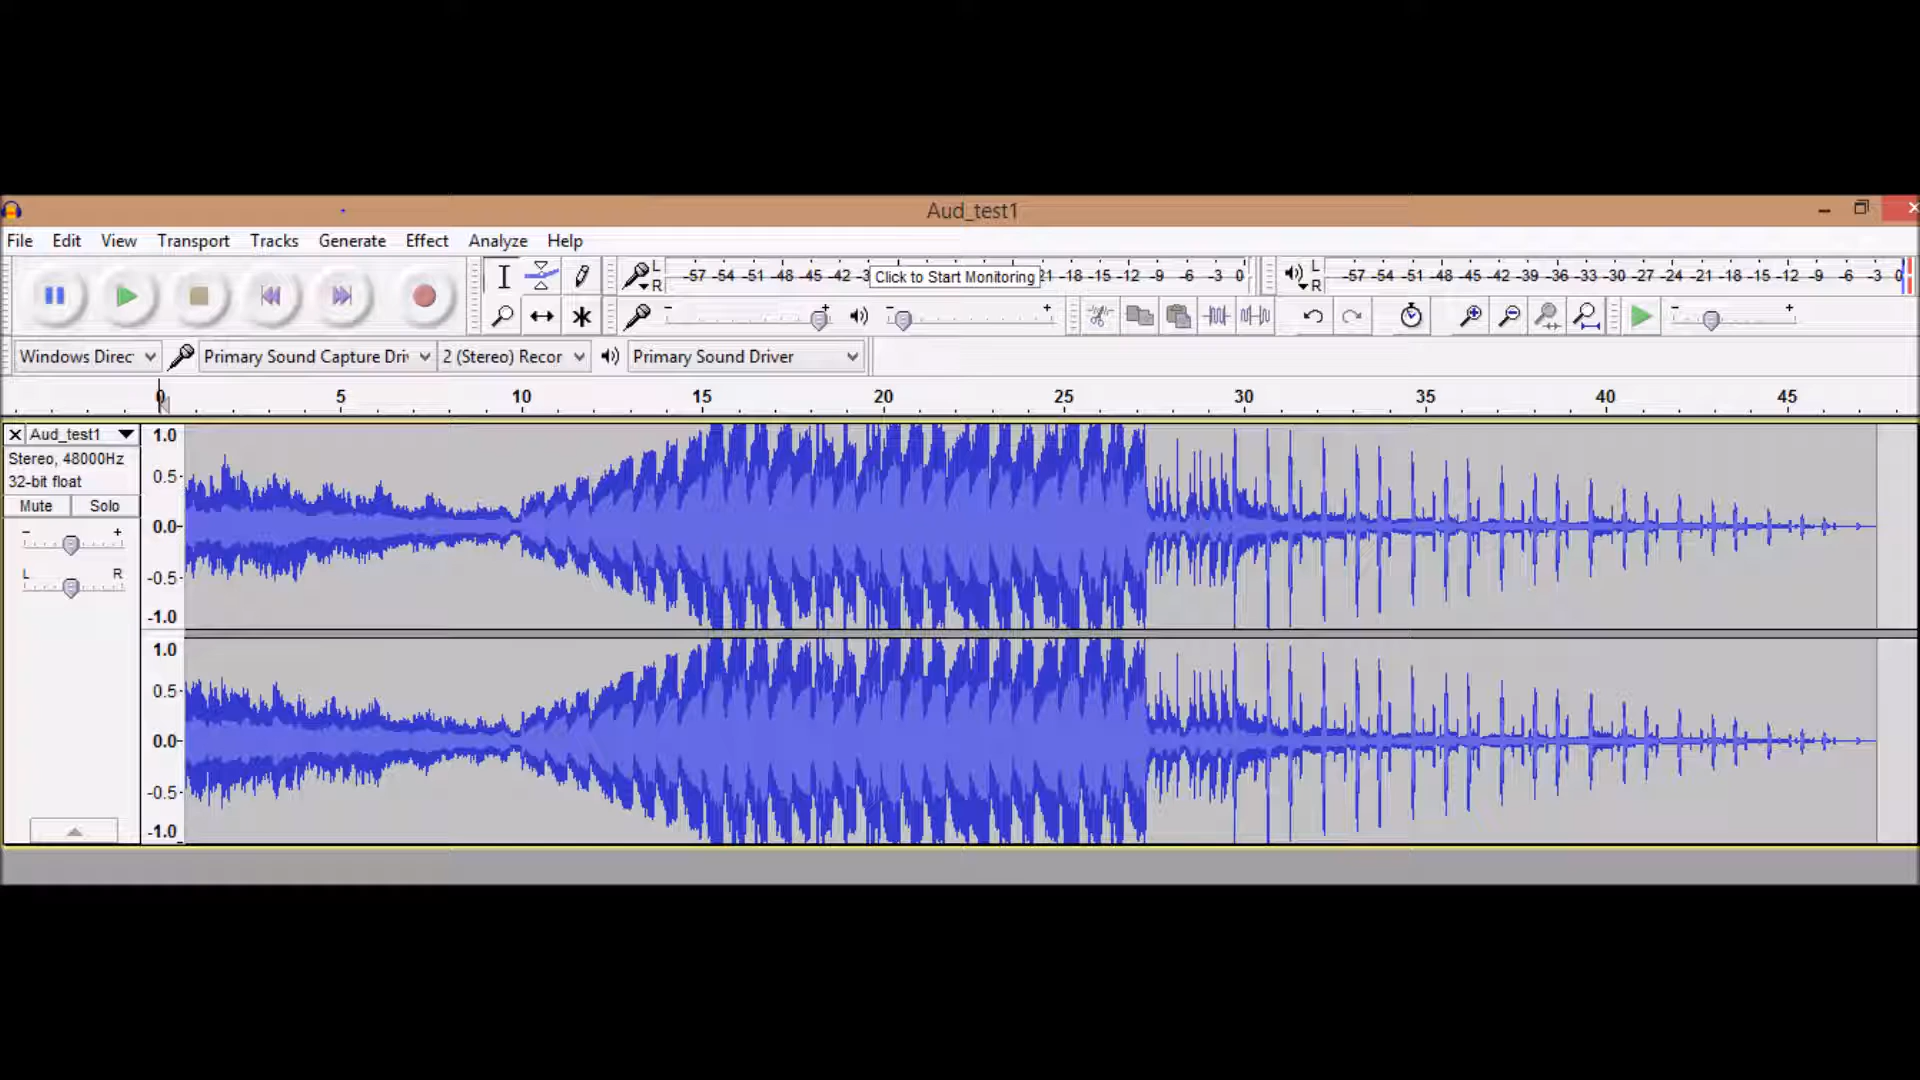 Aud_test1
File Edit View Transport Tracks Generate Effect Analyze Help
L R -57 -54 -51 -48 -45 -42 -3 Click to Start Monitoring 21 -18 -15 -12 -9 -6 -3 0 L R -57 -54 -51 -48 -45 -42 -39 -36 -33 -30 -27 -24 -21 -18 -15 -12 -9 -6 -3 0
- + - + - +
Windows Direc Primary Sound Capture Dri 2 (Stereo) Recor Primary Sound Driver
0 5 10 15 20 25 30 35 40 45
X Aud_test1 1.0
Stereo, 48000Hz 0.5-
32-bit float
Mute Solo
- + 0.0-
L R -0.5-
-1.0
1.0
0.5-
0.0-
-0.5-
-1.0